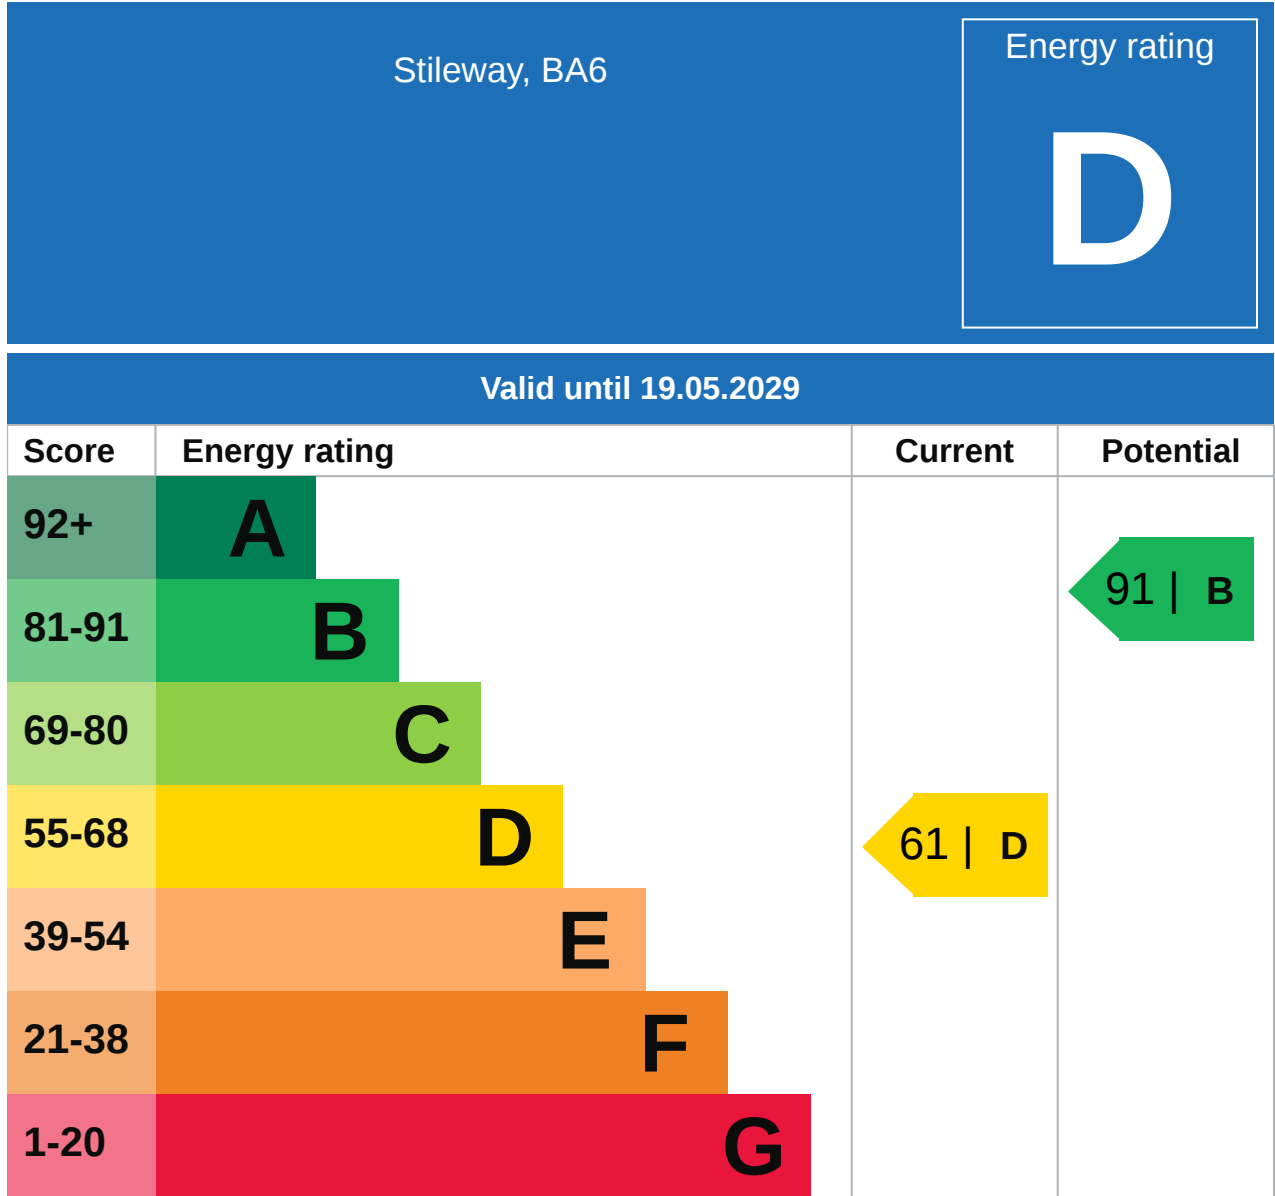 Stileway, BA6
Energy rating
D
Valid until 19.05.2029
Score Energy rating Current Potential
92+ A
91 | B
81-91 B
69-80 C
55-68 D
61 | D
39-54 E
21-38 F
1-20 G